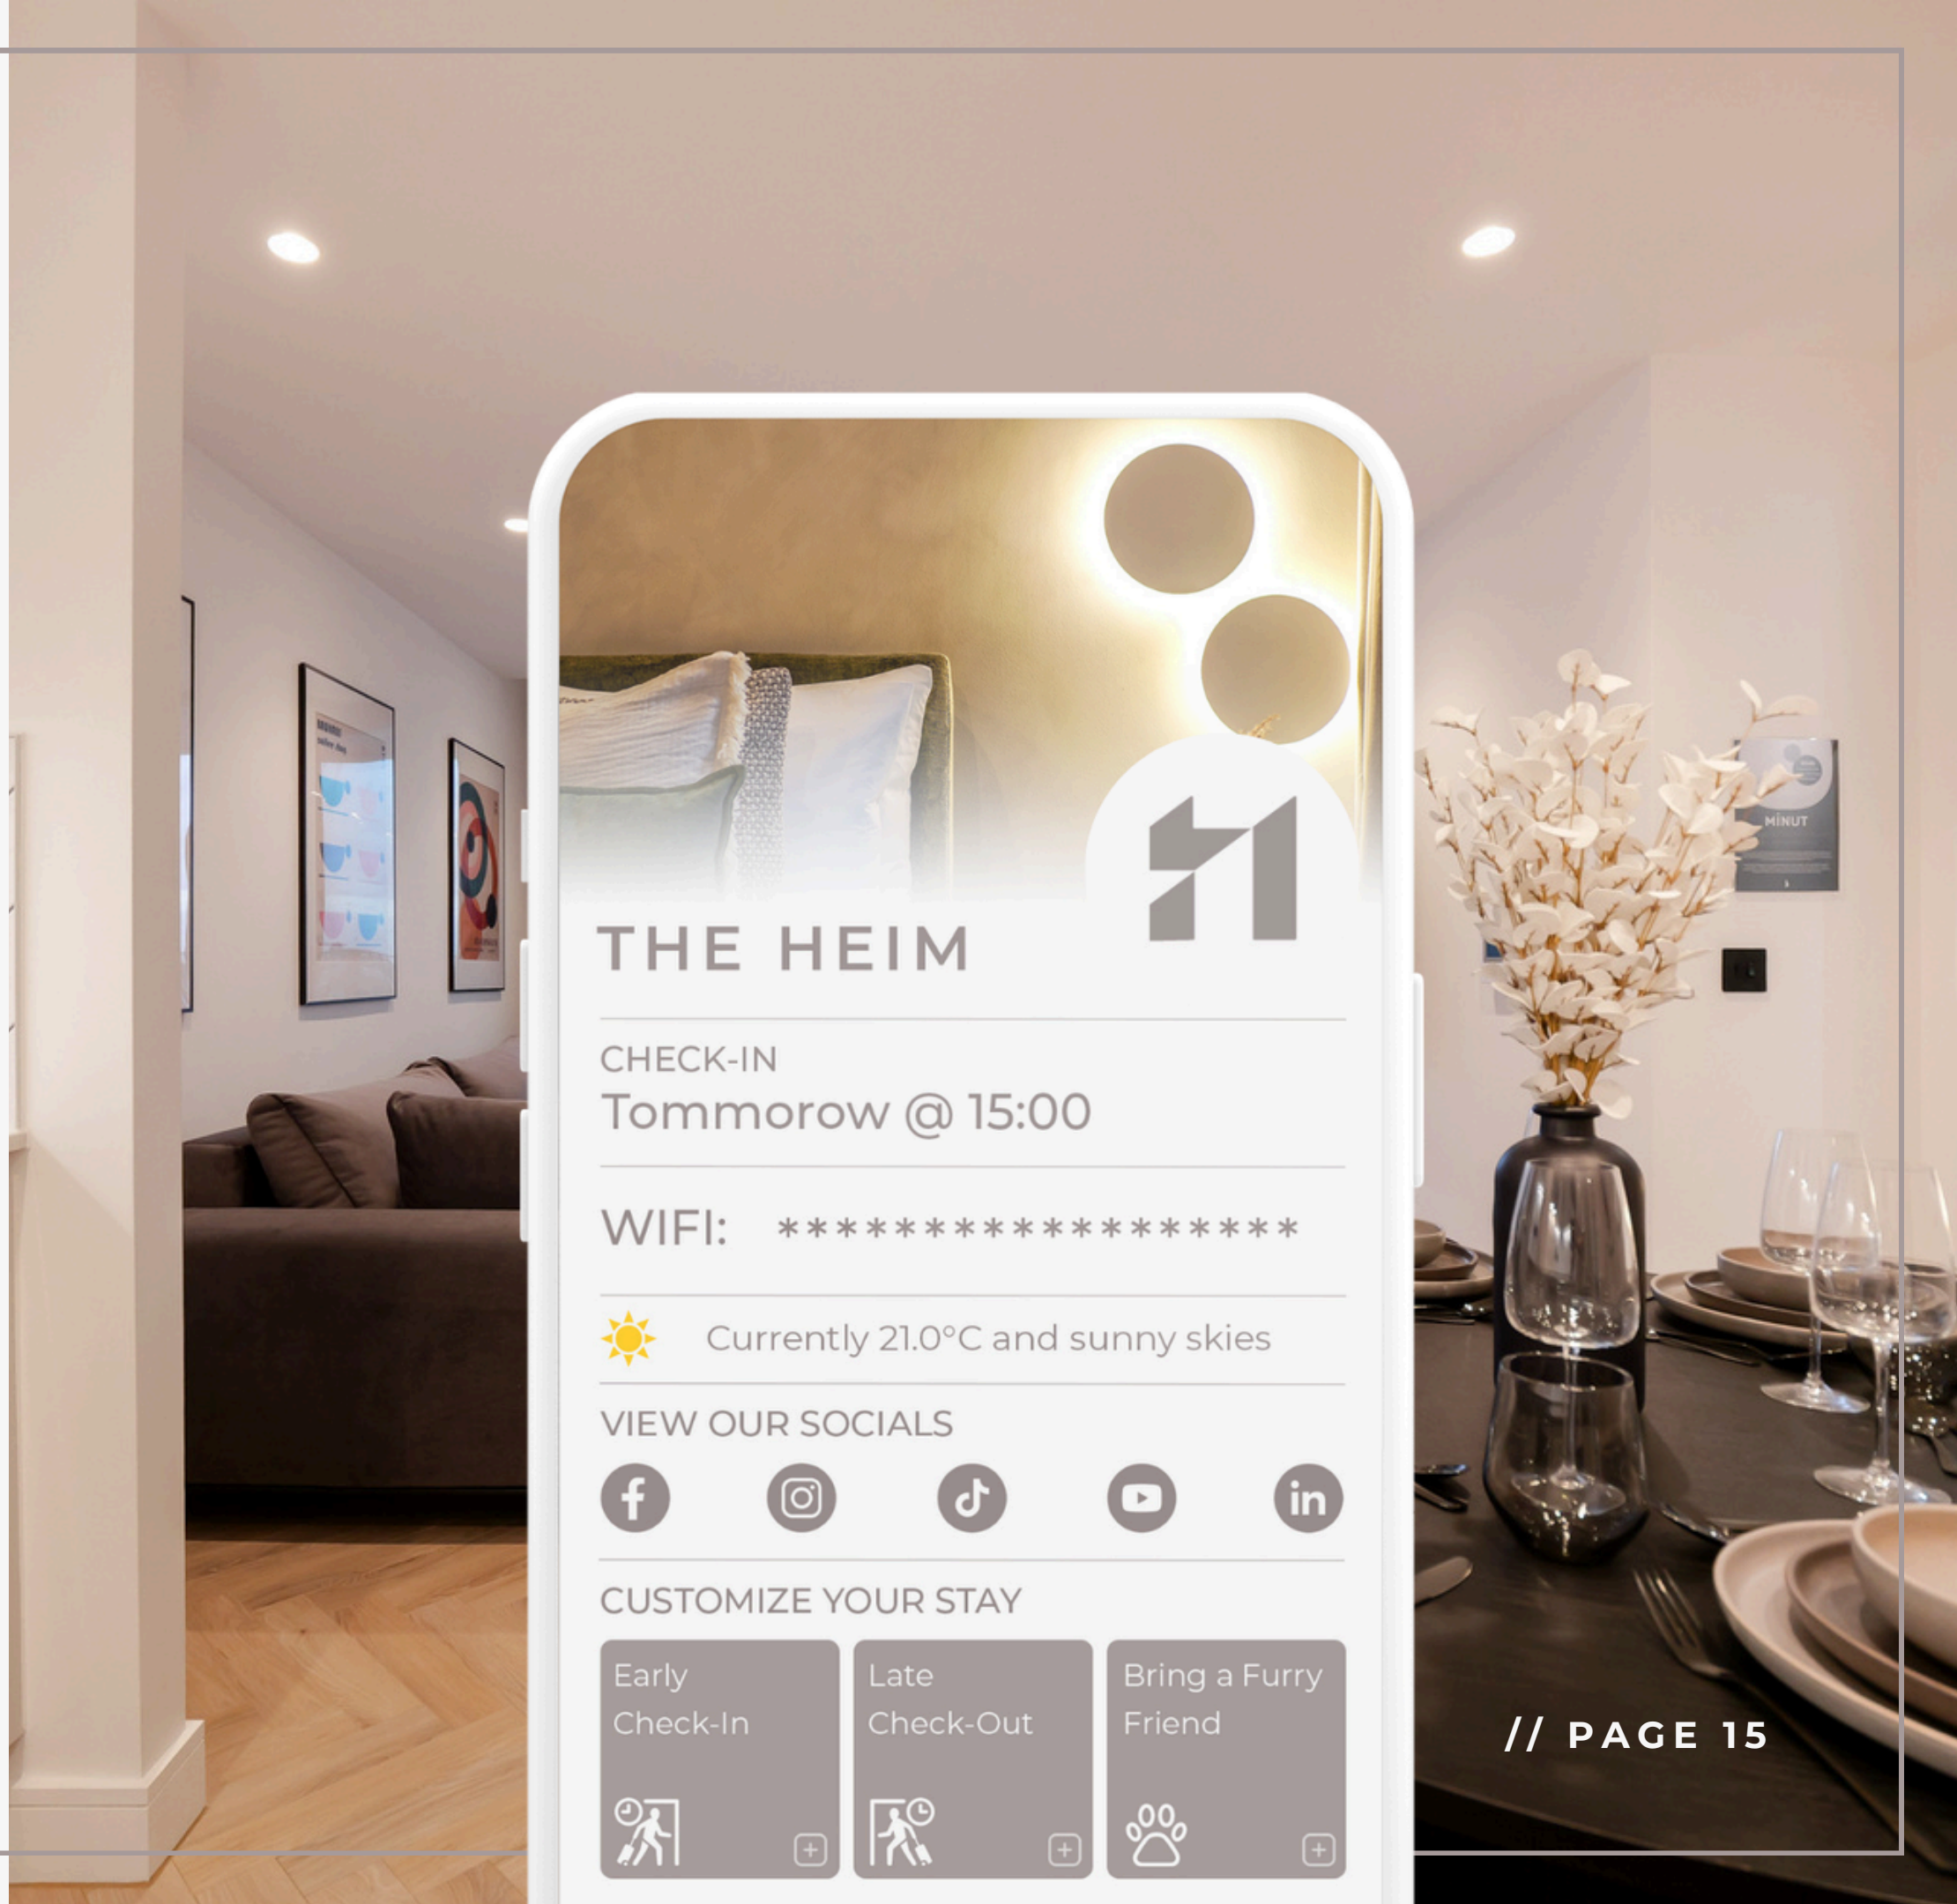 MINUT
THE HEIM
CHECK-IN
Tommorow @ 15:00
WIFI: ******************
Currently 21.0°C and sunny skies
VIEW OUR SOCIALS
CUSTOMIZE YOUR STAY
Early
Check-In
Late
Check-Out
Bring a Furry
Friend
// PAGE 15